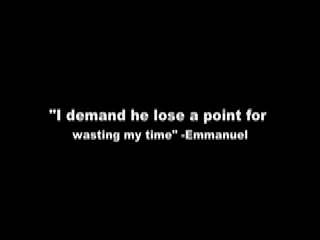 "I demand he lose a point for
wasting my time" -Emmanuel